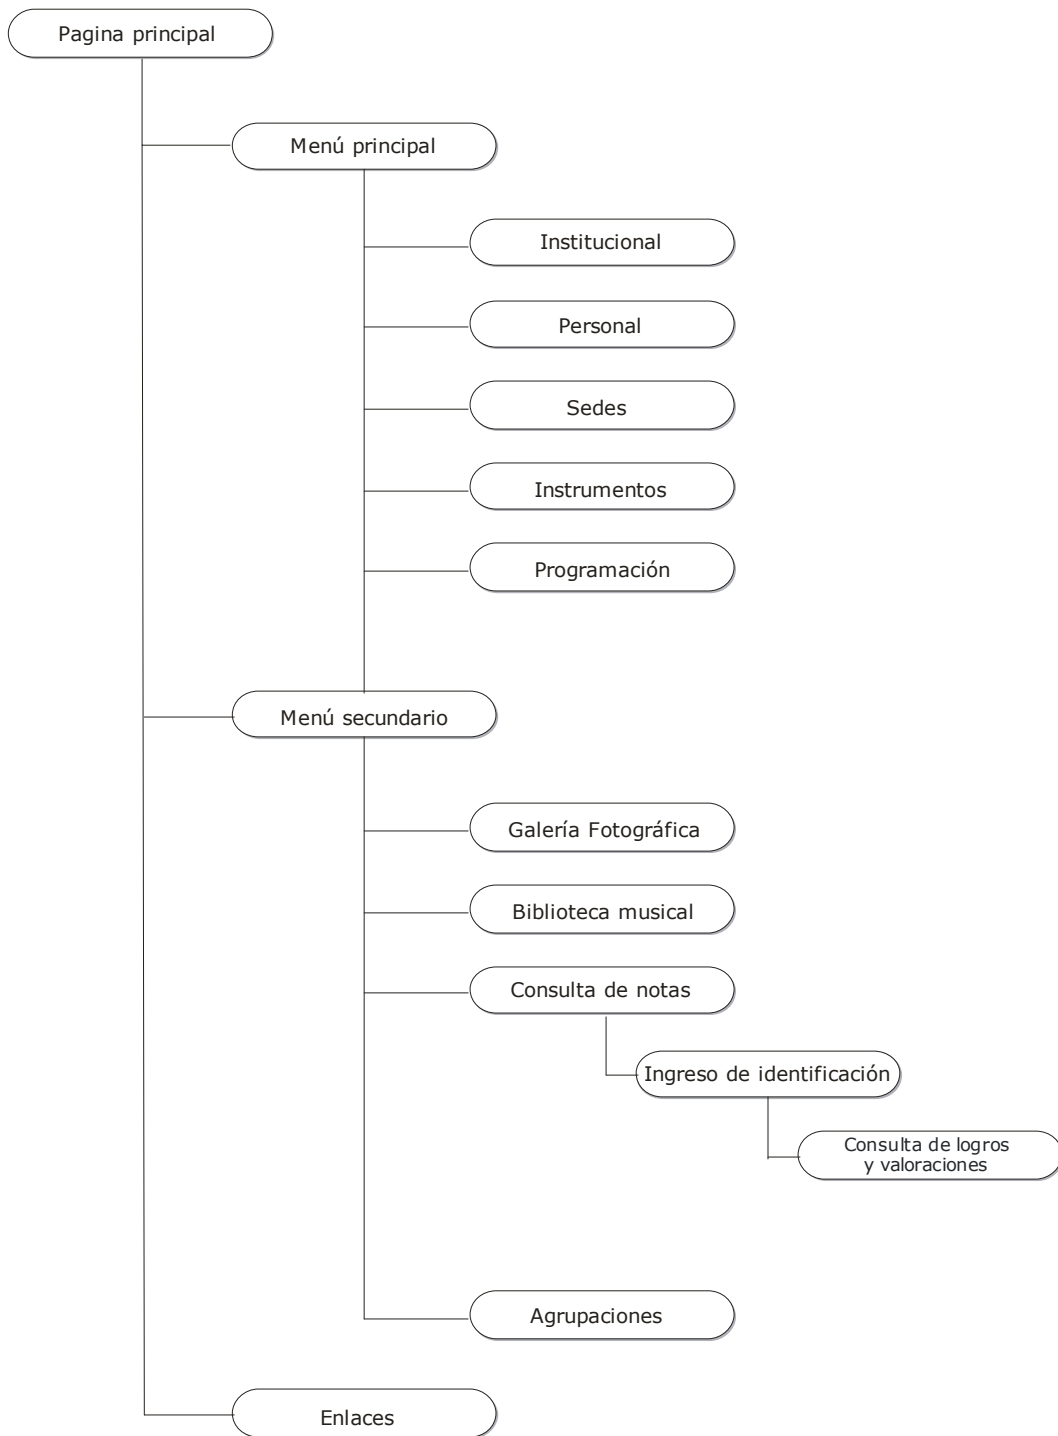 Pagina principal
Menú principal
Institucional
Personal
Sedes
Instrumentos
Programación
Menú secundario
Galería Fotográfica
Biblioteca musical
Consulta de notas
Ingreso de identificación
Consulta de logros
y valoraciones
Agrupaciones
Enlaces